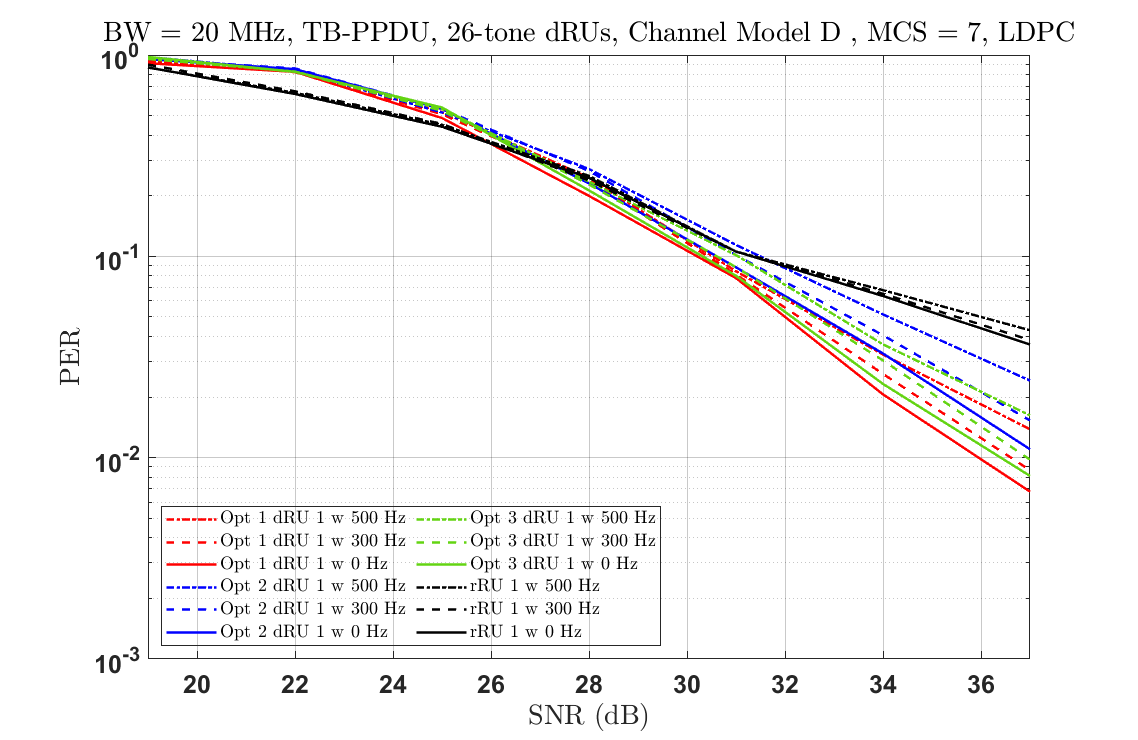 BW = 20 MHz, TB-PPDU, 26-tone dRUs, Channel Model D , MCS = 7, LDPC
10^0
10^-1
10^-2
10^-3
PER
Opt 1 dRU 1 w 500 Hz
Opt 1 dRU 1 w 300 Hz
Opt 1 dRU 1 w 0 Hz
Opt 2 dRU 1 w 500 Hz
Opt 2 dRU 1 w 300 Hz
Opt 2 dRU 1 w 0 Hz
Opt 3 dRU 1 w 500 Hz
Opt 3 dRU 1 w 300 Hz
Opt 3 dRU 1 w 0 Hz
rRU 1 w 500 Hz
rRU 1 w 300 Hz
rRU 1 w 0 Hz
20 22 24 26 28 30 32 34 36
SNR (dB)